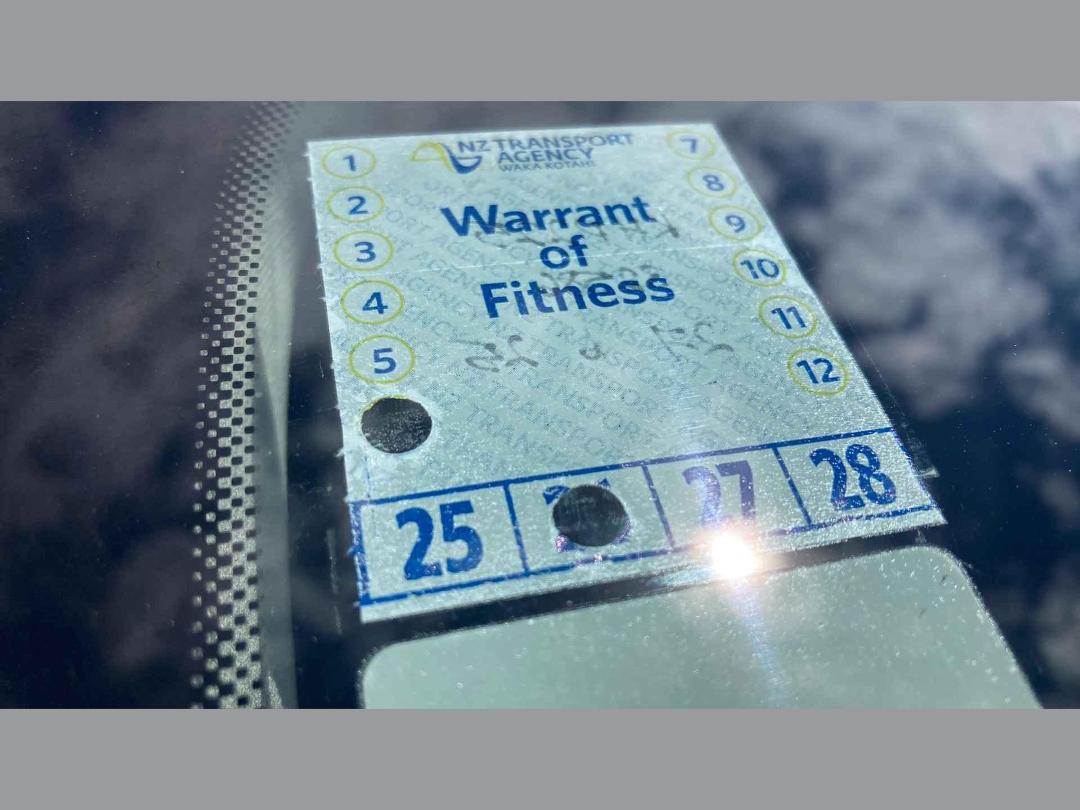 NZ TRANSPORT
AGENCY
WAKA KOTAHI
1
2
3
4
5
7
8
9
10
11
12
Warrant
of
Fitness
25 27 28